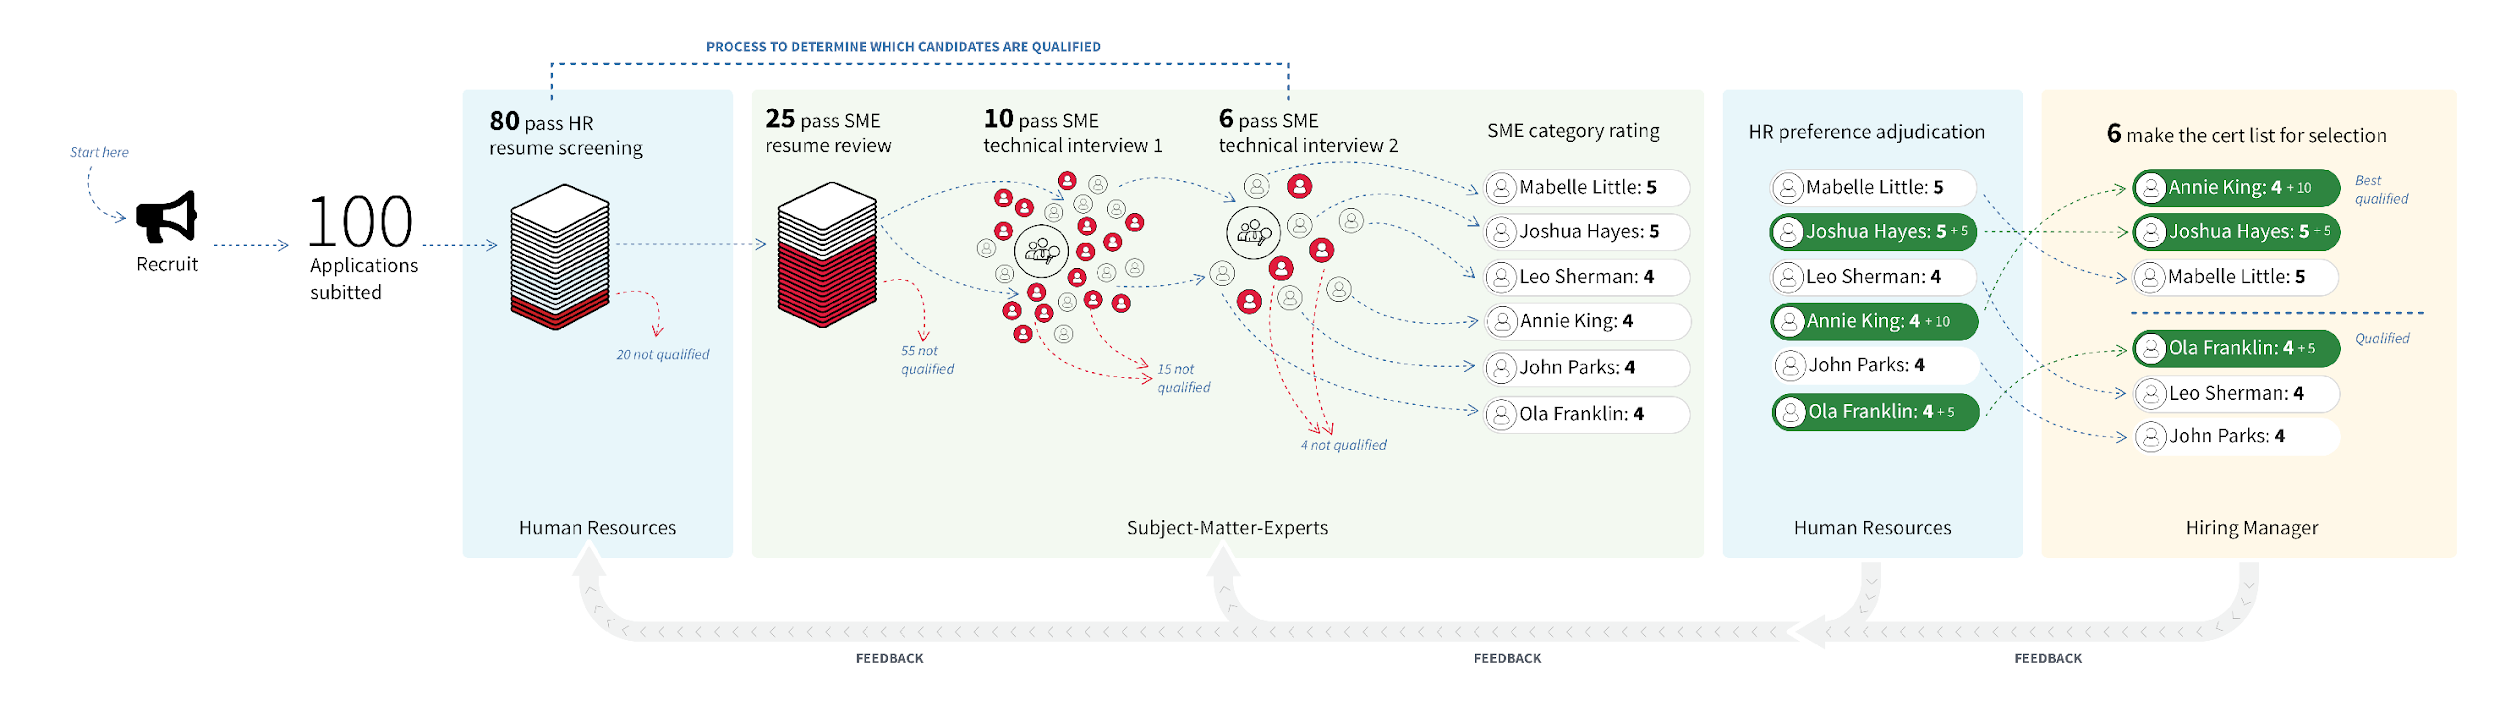 PROCESS TO DETERMINE WHICH CANDIDATES ARE QUALIFIED
Start here
Recruit
100
Applications
subitted
80 pass HR
resume screening
20 not qualified
Human Resources
25 pass SME
resume review
55 not
qualified
10 pass SME
technical interview 1
15 not
qualified
6 pass SME
technical interview 2
4 not qualified
SME category rating
Mabelle Little: 5
Joshua Hayes: 5
Leo Sherman: 4
Annie King: 4
John Parks: 4
Ola Franklin: 4
Subject-Matter-Experts
HR preference adjudication
Mabelle Little: 5
Joshua Hayes: 5 + 5
Leo Sherman: 4
Annie King: 4 + 10
John Parks: 4
Ola Franklin: 4 + 5
Human Resources
6 make the cert list for selection
Annie King: 4 + 10
Best
qualified
Joshua Hayes: 5 + 5
Mabelle Little: 5
Qualified
Ola Franklin: 4 + 5
Leo Sherman: 4
John Parks: 4
Hiring Manager
FEEDBACK
FEEDBACK
FEEDBACK